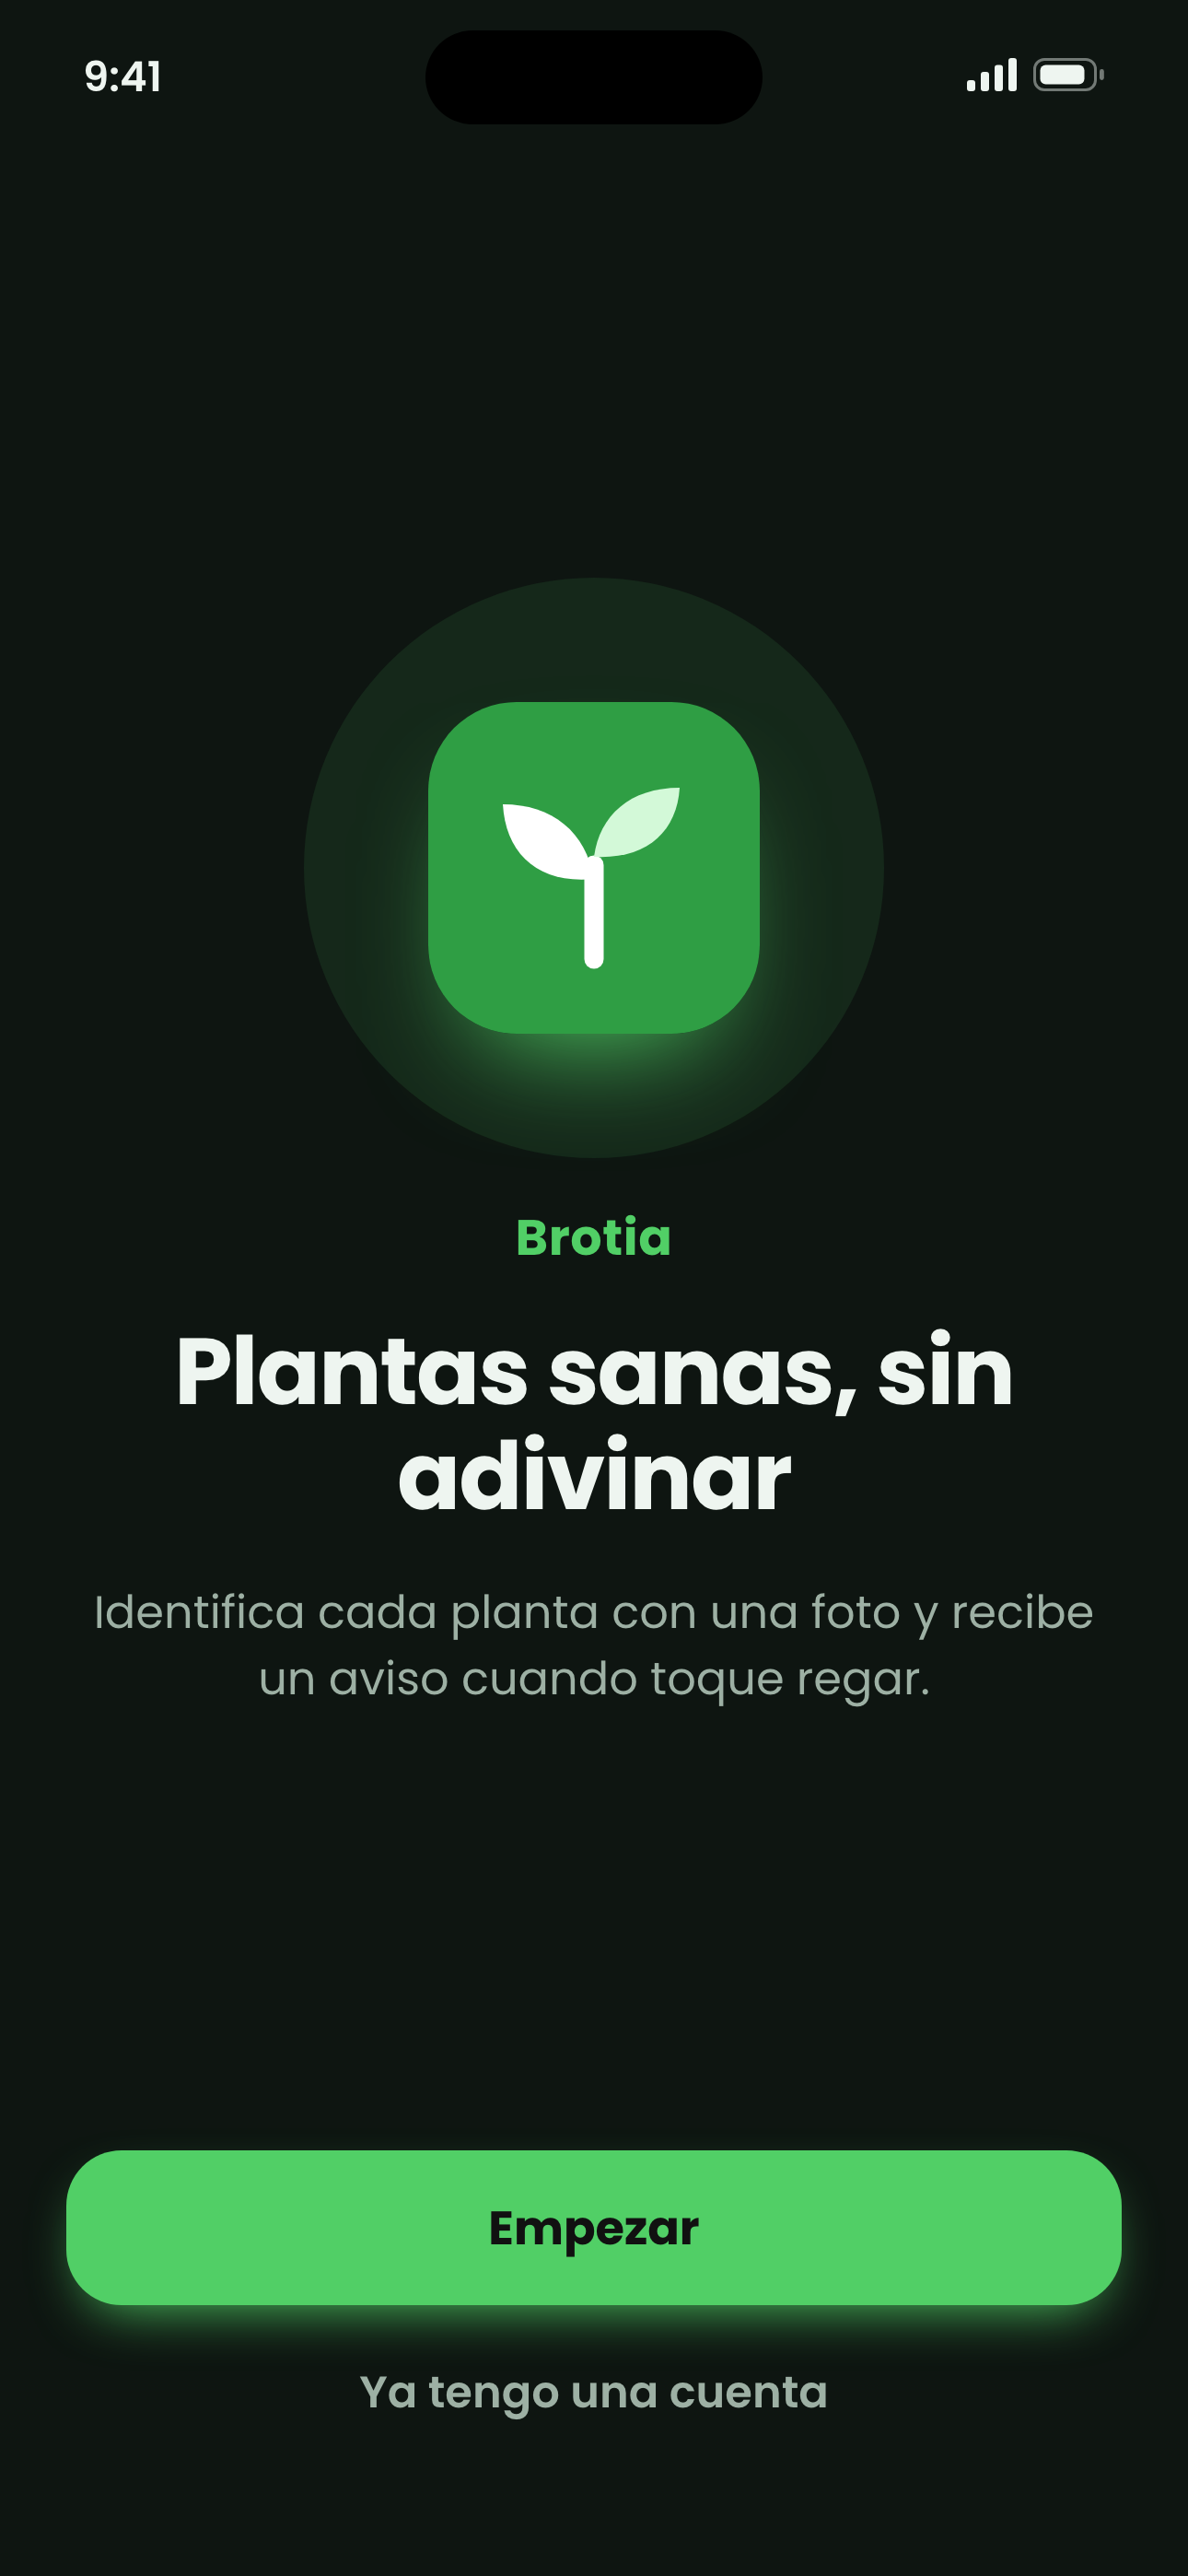 9:41
Brotia
Plantas sanas, sin
adivinar
Identifica cada planta con una foto y recibe
un aviso cuando toque regar.
Empezar
Ya tengo una cuenta